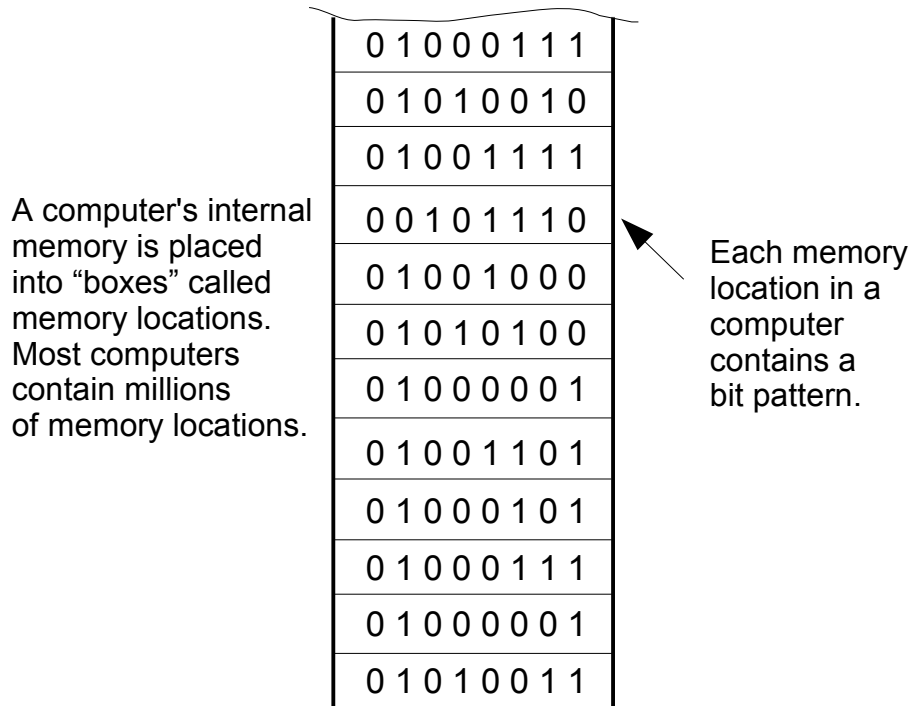 0 1 0 0 0 1 1 1
0 1 0 1 0 0 1 0
0 1 0 0 1 1 1 1
0 0 1 0 1 1 1 0
0 1 0 0 1 0 0 0
0 1 0 1 0 1 0 0
0 1 0 0 0 0 0 1
0 1 0 0 1 1 0 1
0 1 0 0 0 1 0 1
0 1 0 0 0 1 1 1
0 1 0 0 0 0 0 1
0 1 0 1 0 0 1 1
A computer's internal
memory is placed
into “boxes” called
memory locations.
Most computers
contain millions
of memory locations.
Each memory
location in a
computer
contains a
bit pattern.